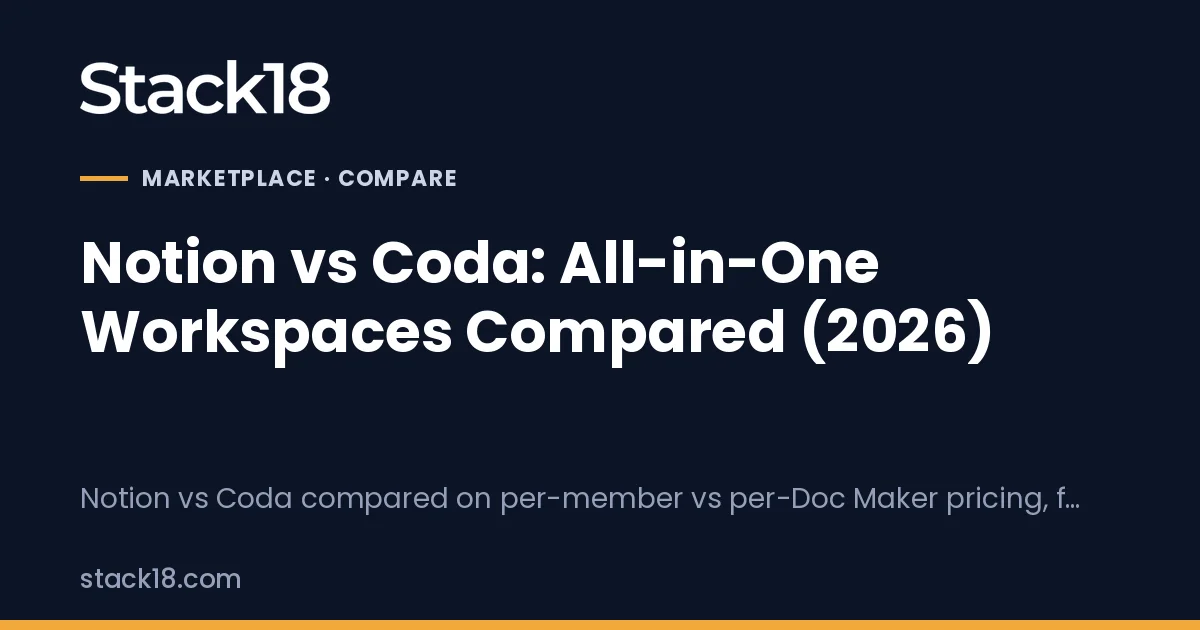 Stack18
MARKETPLACE · COMPARE
Notion vs Coda: All-in-One
Workspaces Compared (2026)
Notion vs Coda compared on per-member vs per-Doc Maker pricing, f…
stack18.com